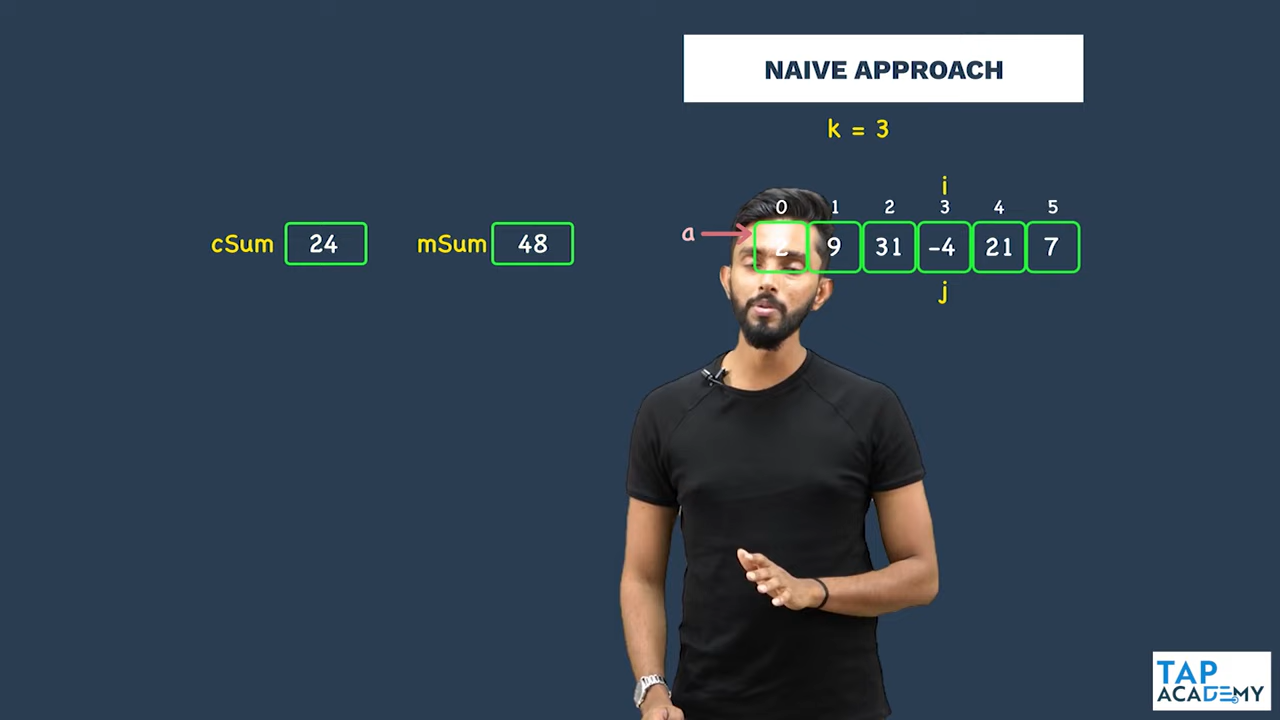 NAIVE APPROACH
k = 3
i
0 1 2 3 4 5
cSum 24 mSum 48 a 2 9 31 -4 21 7
j
TAP
ACADEMY